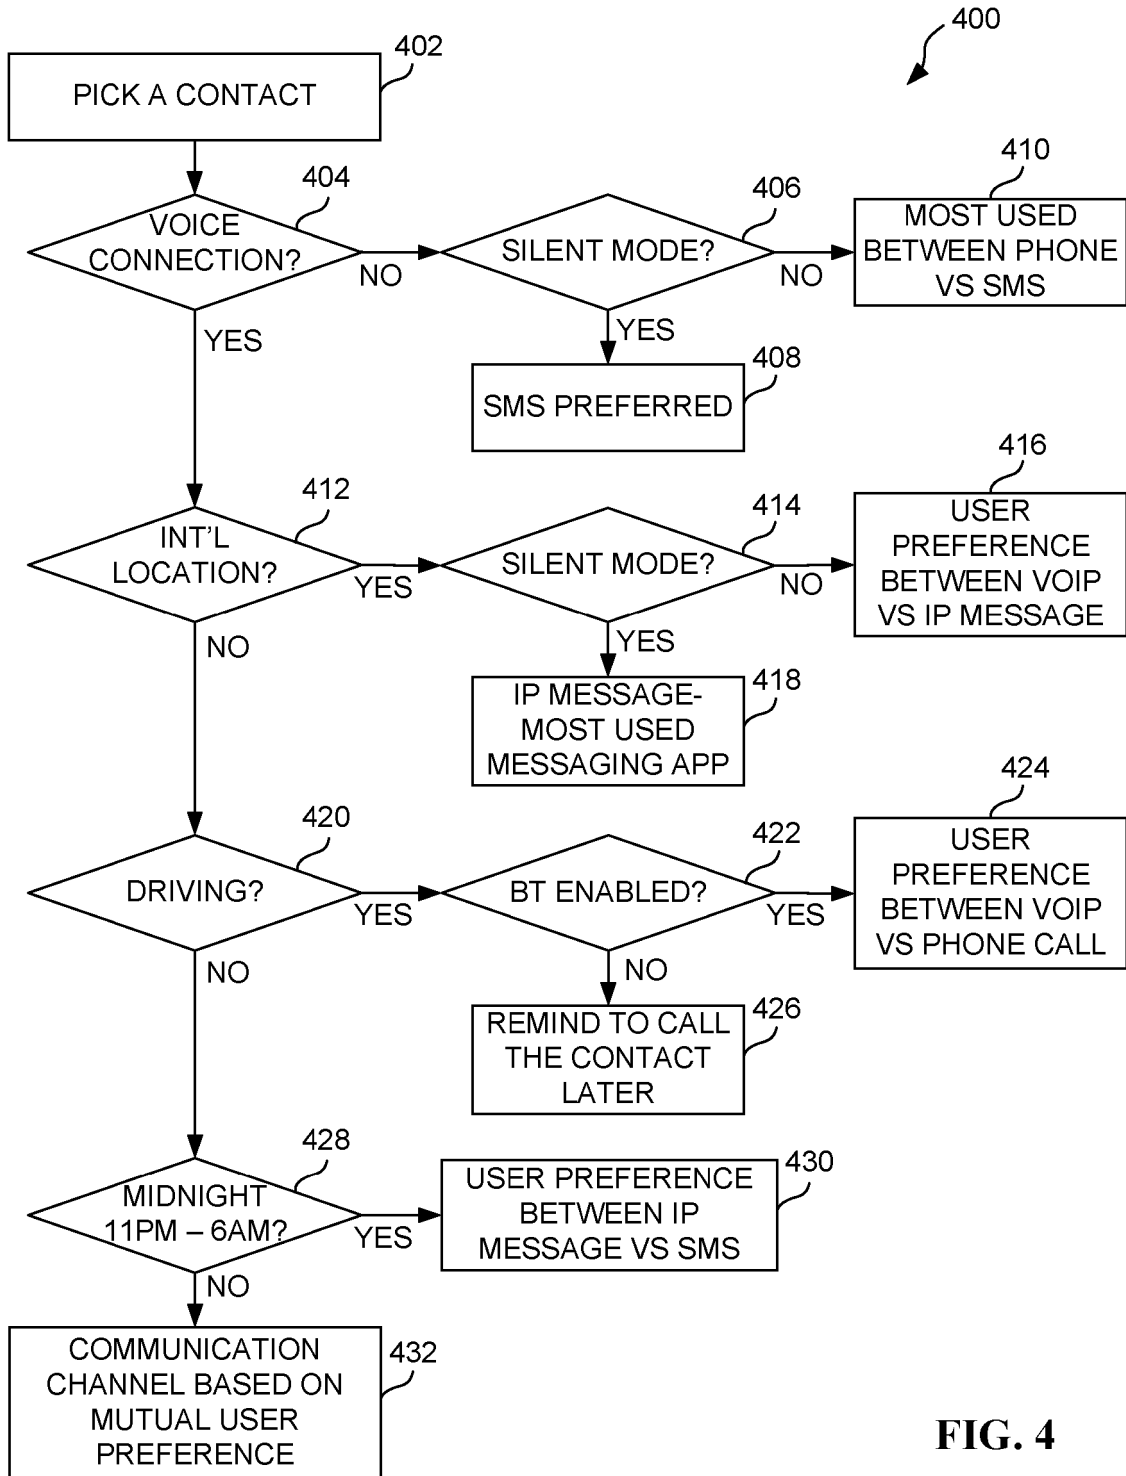 400
402
PICK A CONTACT
404
VOICE
CONNECTION?
NO
YES
406
SILENT MODE?
NO
YES
410
MOST USED
BETWEEN PHONE
VS SMS
408
SMS PREFERRED
412
INT'L
LOCATION?
YES
NO
414
SILENT MODE?
NO
YES
416
USER
PREFERENCE
BETWEEN VOIP
VS IP MESSAGE
418
IP MESSAGE-
MOST USED
MESSAGING APP
420
DRIVING?
YES
NO
422
BT ENABLED?
YES
NO
424
USER
PREFERENCE
BETWEEN VOIP
VS PHONE CALL
426
REMIND TO CALL
THE CONTACT
LATER
428
MIDNIGHT
11PM – 6AM?
YES
NO
430
USER PREFERENCE
BETWEEN IP
MESSAGE VS SMS
432
COMMUNICATION
CHANNEL BASED ON
MUTUAL USER
PREFERENCE
FIG. 4